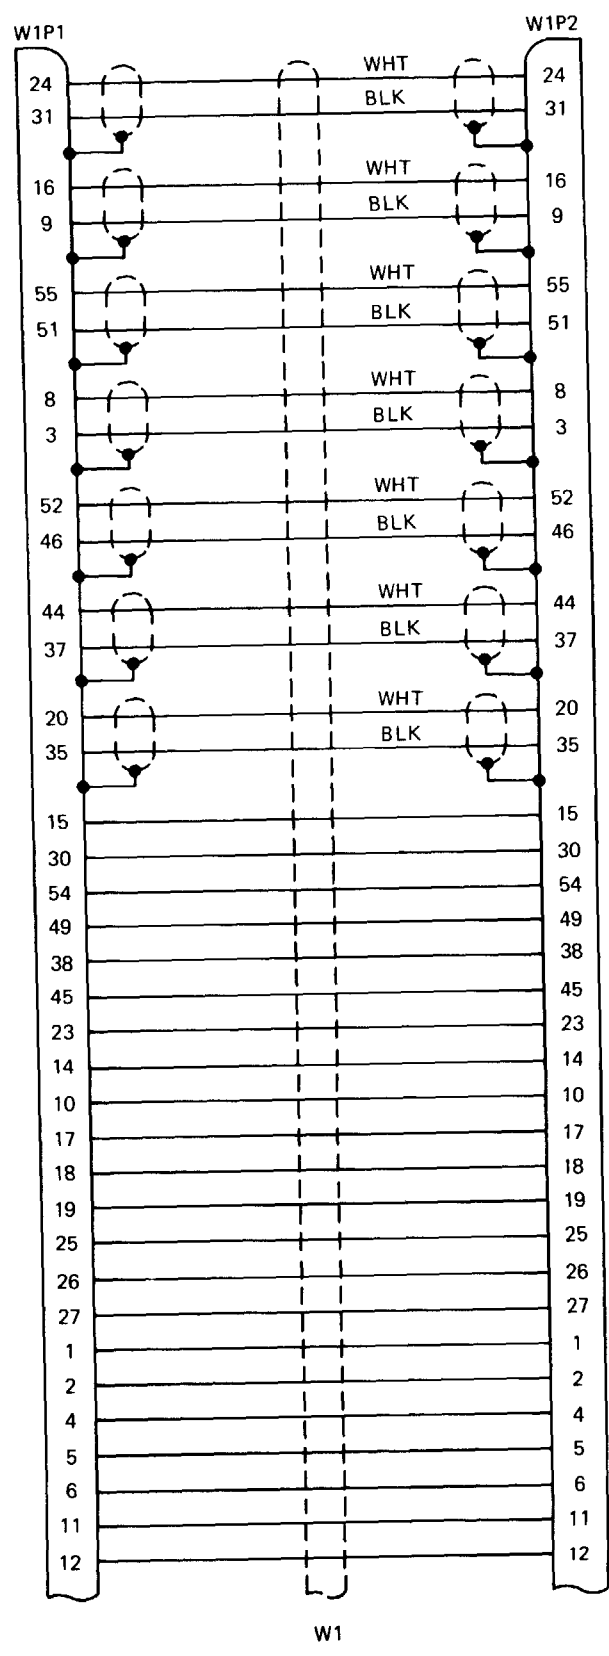 W1P1 W1P2
24 WHT 24
31 BLK 31
16 WHT 16
9 BLK 9
55 WHT 55
51 BLK 51
8 WHT 8
3 BLK 3
52 WHT 52
46 BLK 46
44 WHT 44
37 BLK 37
20 WHT 20
35 BLK 35
15 15
30 30
54 54
49 49
38 38
45 45
23 23
14 14
10 10
17 17
18 18
19 19
25 25
26 26
27 27
1 1
2 2
4 4
5 5
6 6
11 11
12 12
W1